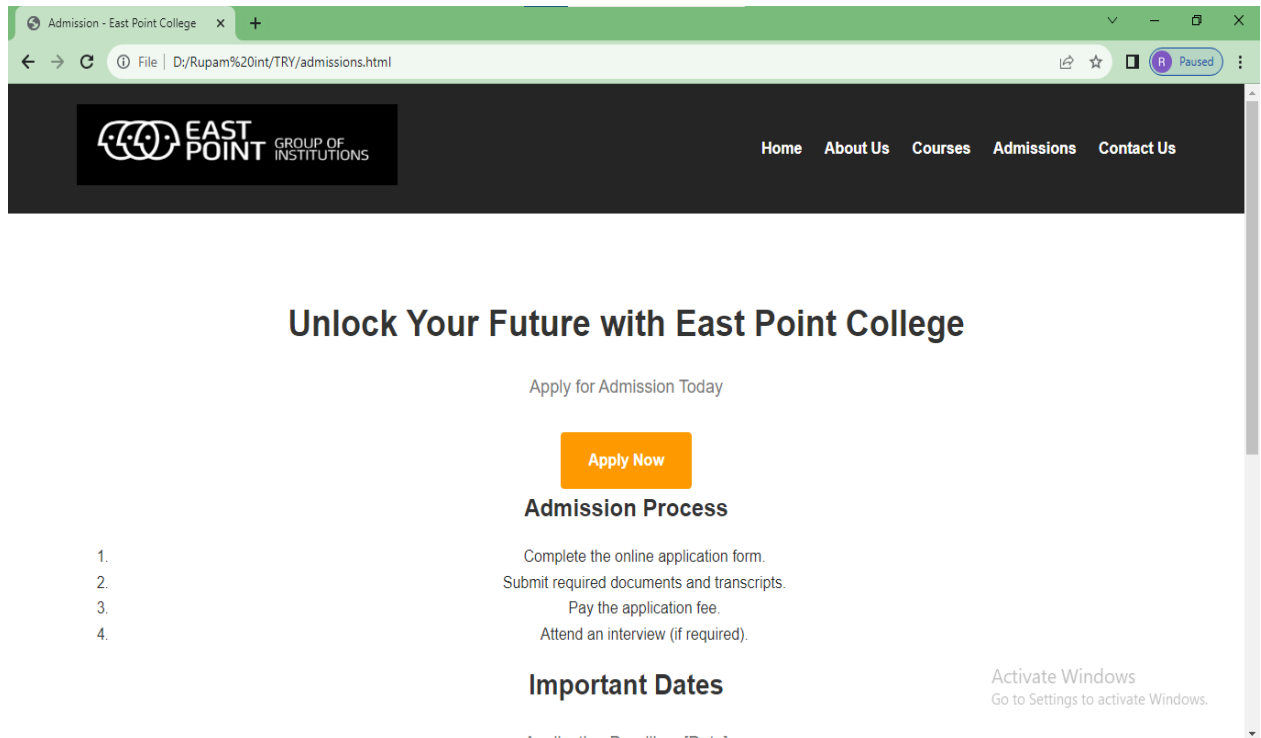 Admission - East Point College
File D:/Rupam%20int/TRY/admissions.html
R Paused
EAST POINT GROUP OF INSTITUTIONS
Home About Us Courses Admissions Contact Us
Unlock Your Future with East Point College
Apply for Admission Today
Apply Now
Admission Process
1. Complete the online application form.
2. Submit required documents and transcripts.
3. Pay the application fee.
4. Attend an interview (if required).
Important Dates
Activate Windows
Go to Settings to activate Windows.